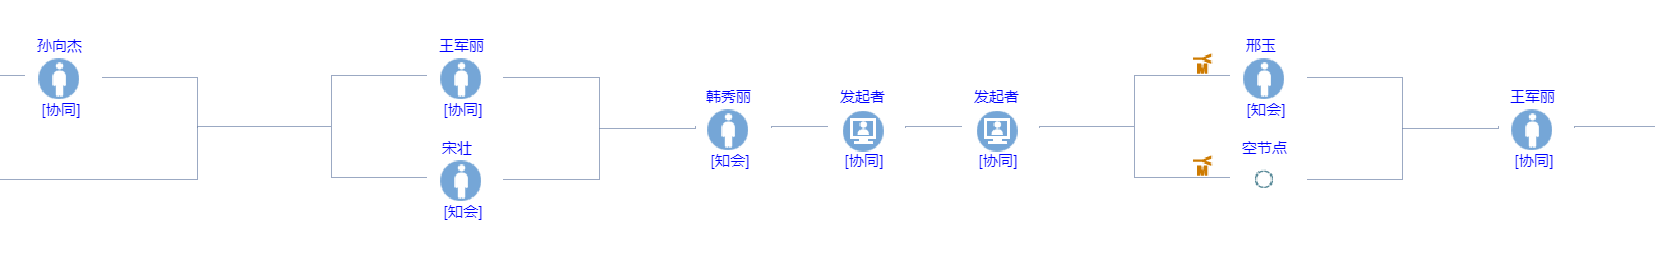 孙向杰
[协同]
王军丽
[协同]
宋壮
[知会]
韩秀丽
[知会]
发起者
[协同]
发起者
[协同]
邢玉
[知会]
空节点
王军丽
[协同]